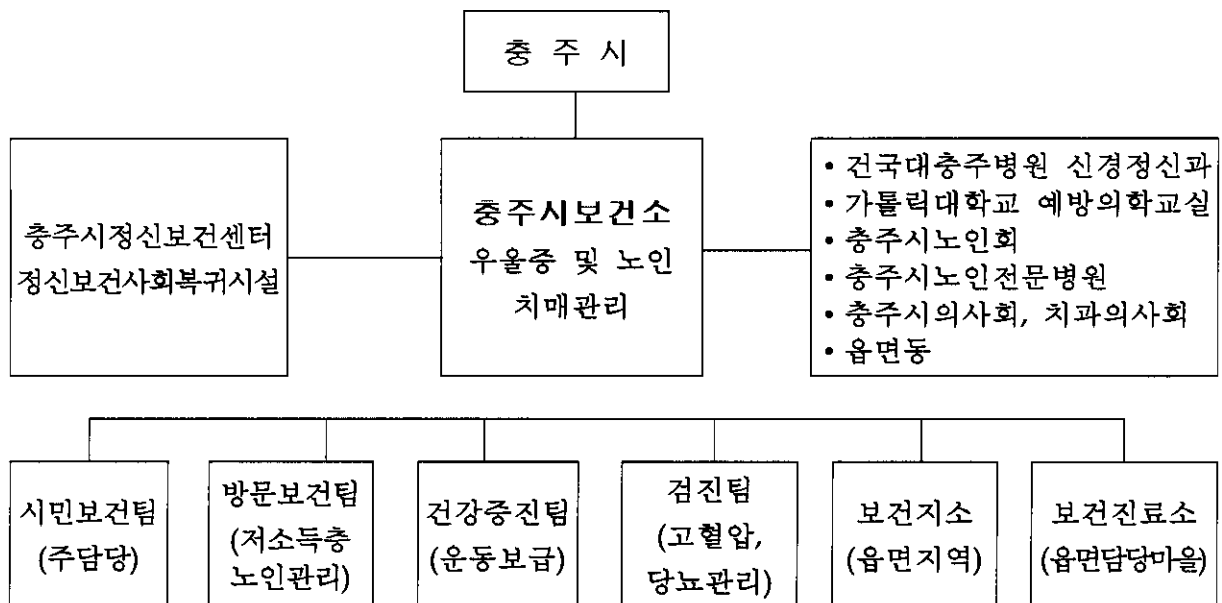 충 주 시
충주시정신보건센터
정신보건사회복귀시설
충주시보건소
우울증 및 노인
치매관리
• 건국대충주병원 신경정신과
• 가톨릭대학교 예방의학교실
• 충주시노인회
• 충주시노인전문병원
• 충주시의사회, 치과의사회
• 읍면동
시민보건팀
(주담당)
방문보건팀
(저소득층
노인관리)
건강증진팀
(운동보급)
검진팀
(고혈압,
당뇨관리)
보건지소
(읍면지역)
보건진료소
(읍면담당마을)